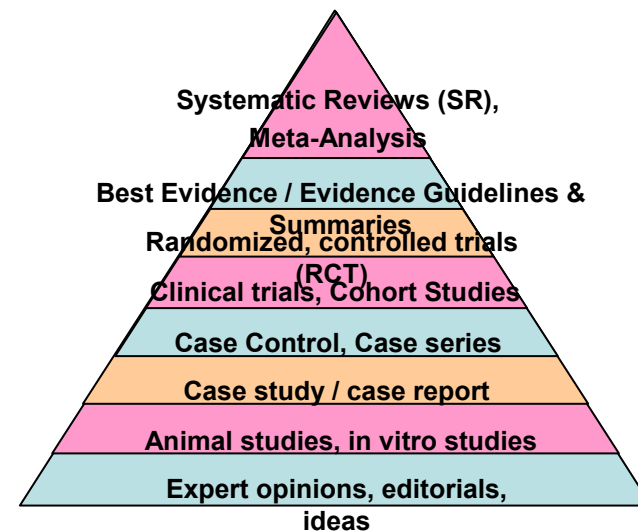 Systematic Reviews (SR),
Meta-Analysis
Best Evidence / Evidence Guidelines &
Summaries
Randomized, controlled trials
(RCT)
Clinical trials, Cohort Studies
Case Control, Case series
Case study / case report
Animal studies, in vitro studies
Expert opinions, editorials,
ideas